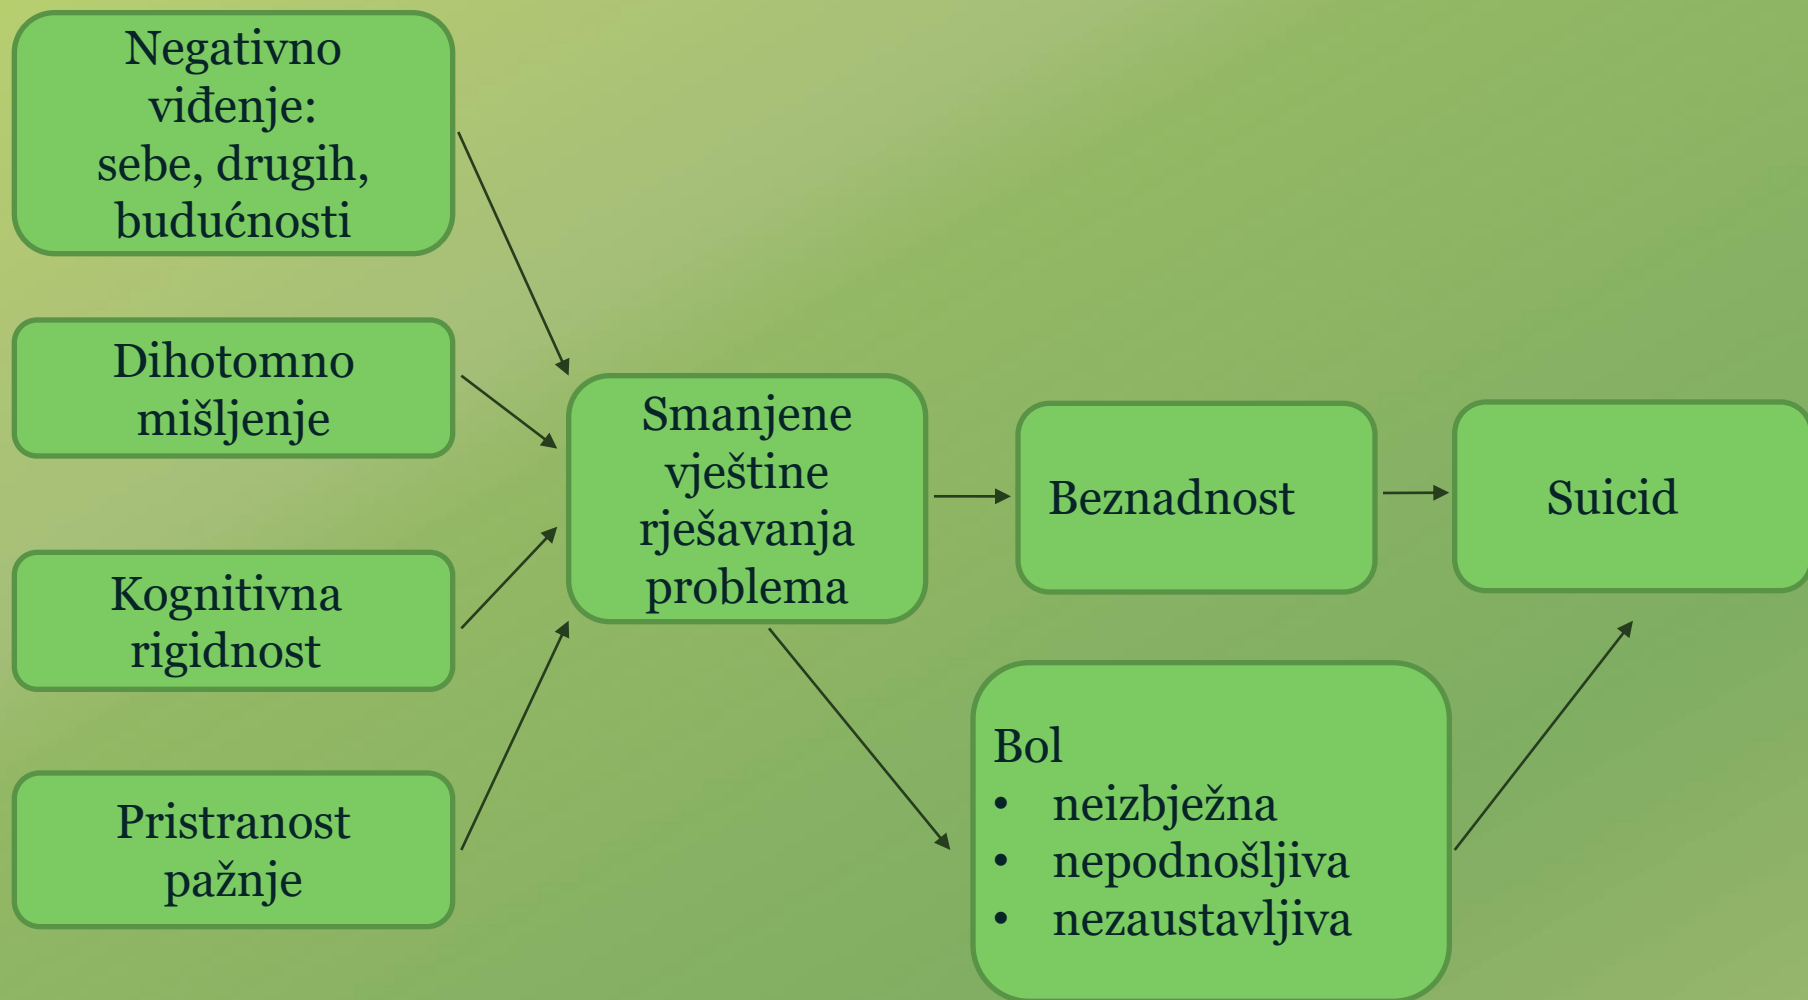 Negativno
viđenje:
sebe, drugih,
budućnosti
Dihotomno
mišljenje
Kognitivna
rigidnost
Pristranost
pažnje
Smanjene
vještine
rješavanja
problema
Beznadnost
Suicid
Bol
• neizbježna
• nepodnošljiva
• nezaustavljiva